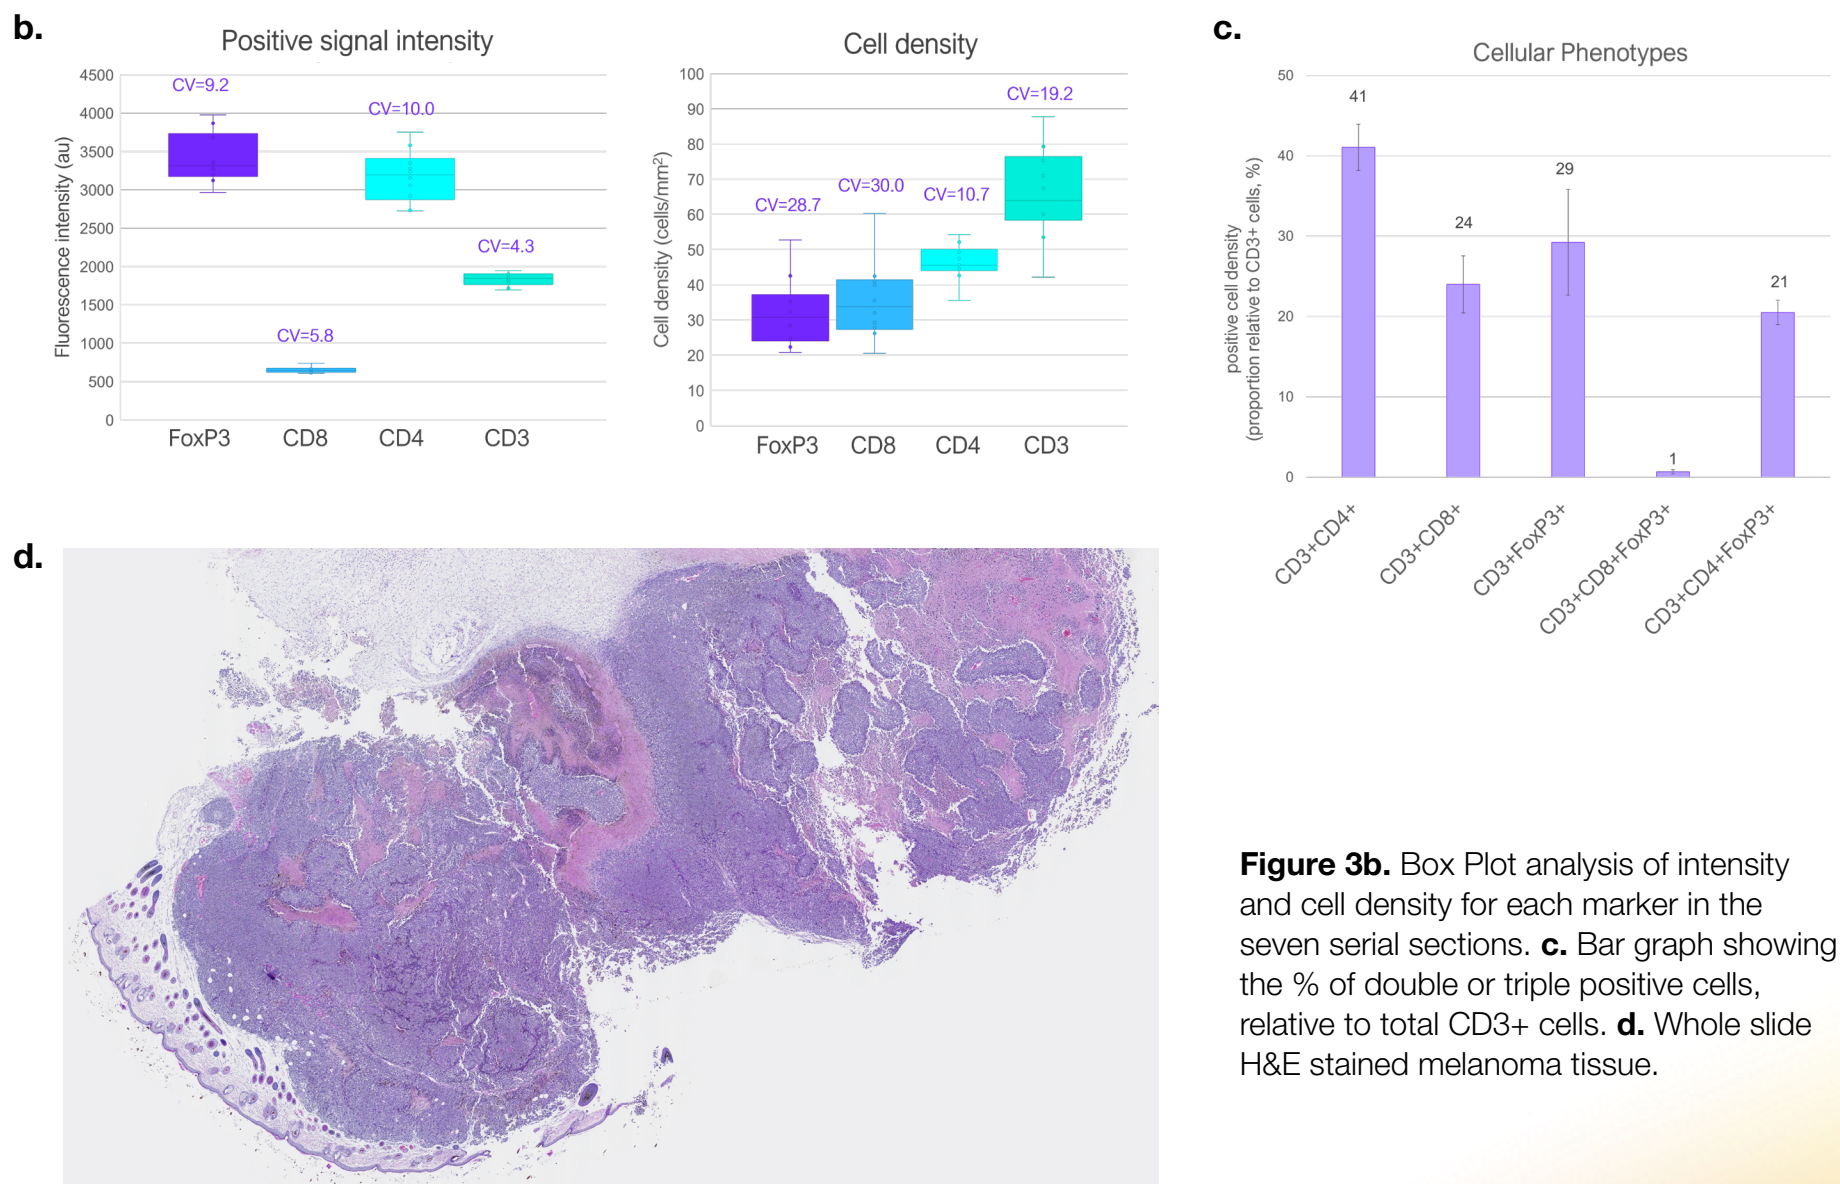 b.
Positive signal intensity
Fluorescence intensity (au)
4500
4000
3500
3000
2500
2000
1500
1000
500
0
CV=9.2
CV=5.8
CV=10.0
CV=4.3
FoxP3
CD8
CD4
CD3
Cell density
Cell density (cells/mm²)
100
90
80
70
60
50
40
30
20
10
0
CV=28.7
CV=30.0
CV=10.7
CV=19.2
FoxP3
CD8
CD4
CD3
c.
Cellular Phenotypes
positive cell density
(proportion relative to CD3+ cells, %)
50
40
30
20
10
0
41
24
29
1
21
CD3+CD4+
CD3+CD8+
CD3+FoxP3+
CD3+CD8+FoxP3+
CD3+CD4+FoxP3+
d.
Figure 3b. Box Plot analysis of intensity
and cell density for each marker in the
seven serial sections. c. Bar graph showing
the % of double or triple positive cells,
relative to total CD3+ cells. d. Whole slide
H&E stained melanoma tissue.